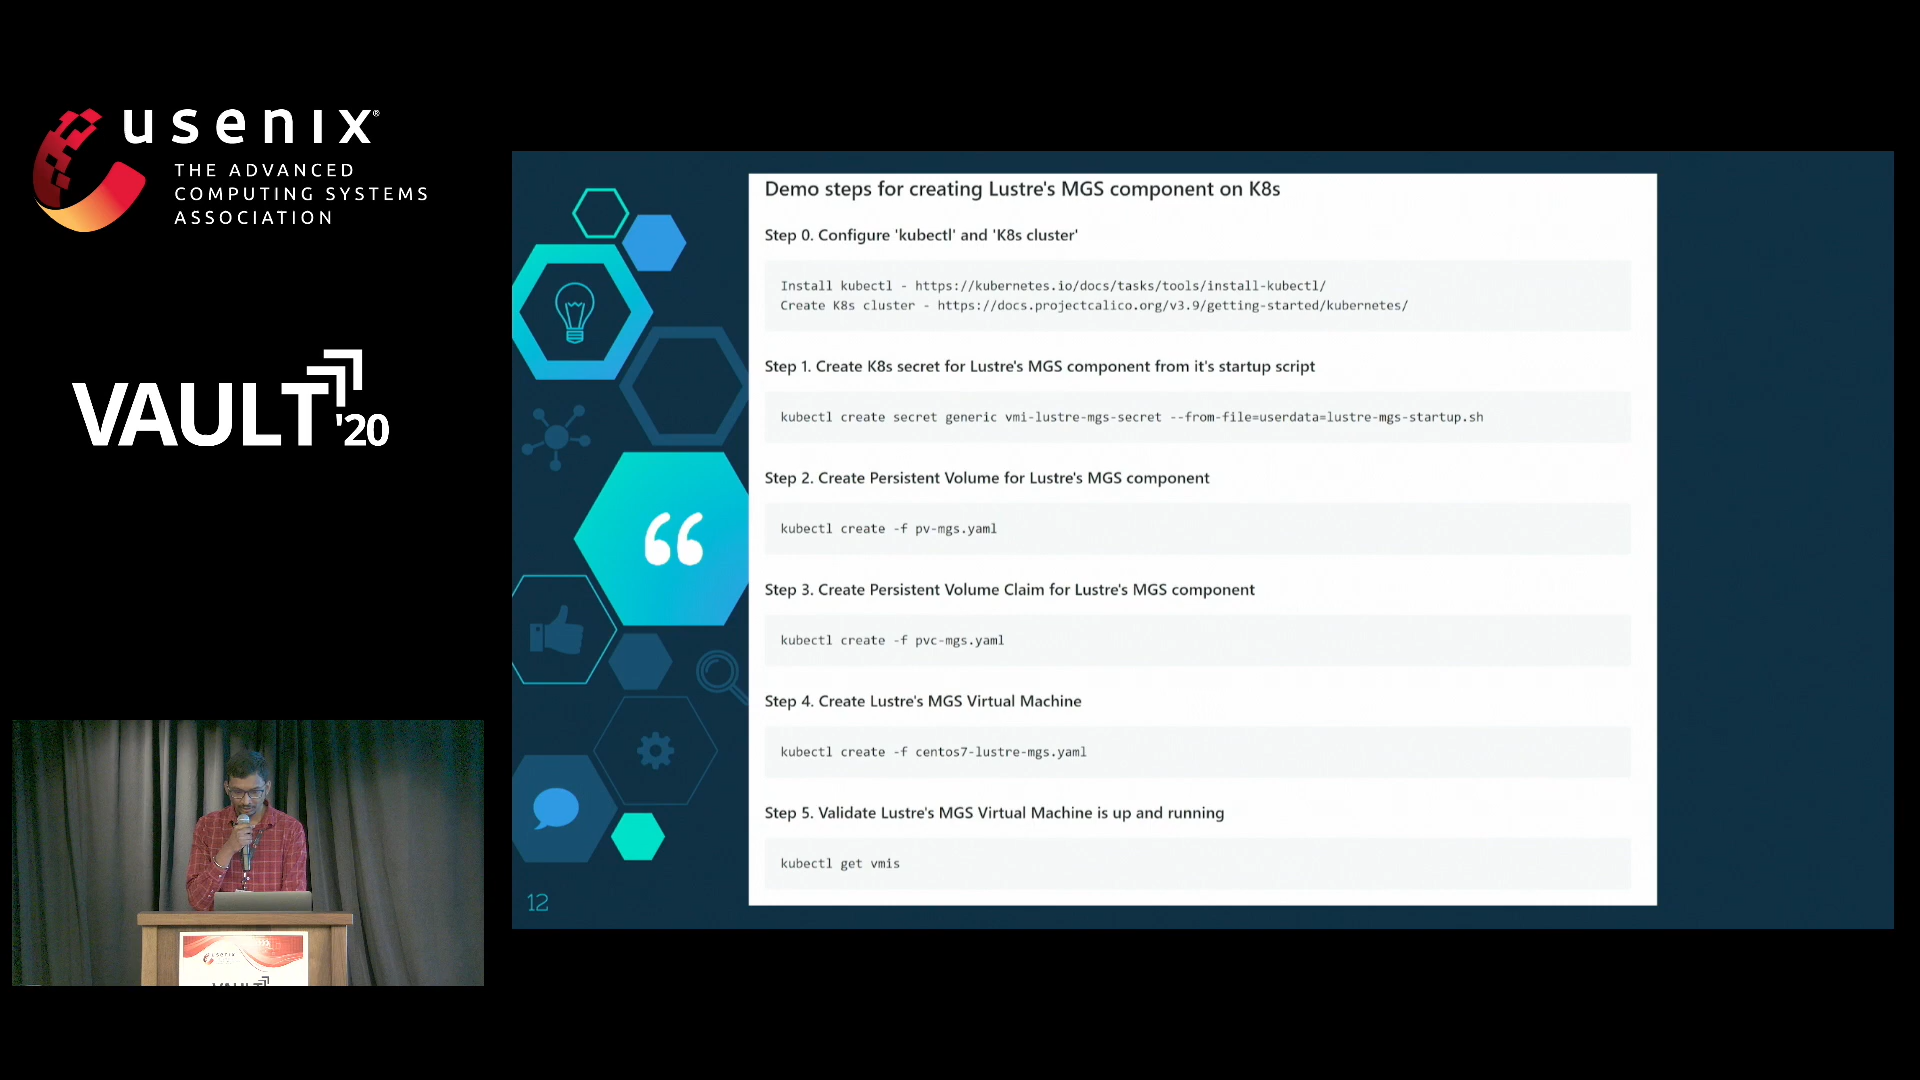 usenix®
THE ADVANCED
COMPUTING SYSTEMS
ASSOCIATION
VAULT '20
Demo steps for creating Lustre's MGS component on K8s
Step 0. Configure 'kubectl' and 'K8s cluster'
Install kubectl - https://kubernetes.io/docs/tasks/tools/install-kubectl/
Create K8s cluster - https://docs.projectcalico.org/v3.9/getting-started/kubernetes/
Step 1. Create K8s secret for Lustre's MGS component from it's startup script
kubectl create secret generic vmi-lustre-mgs-secret --from-file=userdata=lustre-mgs-startup.sh
Step 2. Create Persistent Volume for Lustre's MGS component
kubectl create -f pv-mgs.yaml
Step 3. Create Persistent Volume Claim for Lustre's MGS component
kubectl create -f pvc-mgs.yaml
Step 4. Create Lustre's MGS Virtual Machine
kubectl create -f centos7-lustre-mgs.yaml
Step 5. Validate Lustre's MGS Virtual Machine is up and running
kubectl get vmis
12
usenix